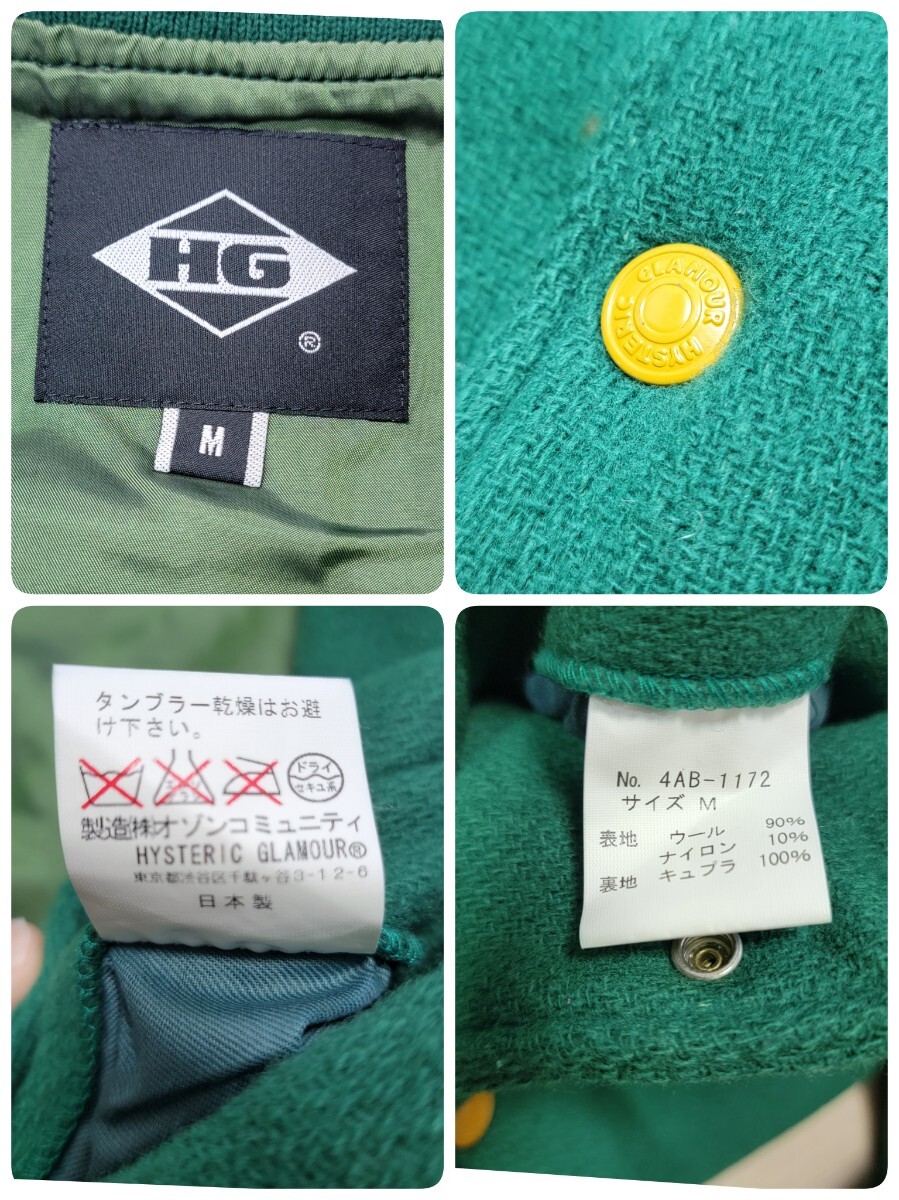 HG
®
M
GLAMOUR HYSTERIC
タンブラー乾燥はお避
け下さい。
ドライ
セキユ系
製造㈱オゾンコミュニティ
HYSTERIC GLAMOUR®
東京都渋谷区千駄ヶ谷3-12-6
日本製
No. 4AB-1172
サイズ M
表地 ウール 90%
ナイロン 10%
裏地 キュプラ 100%